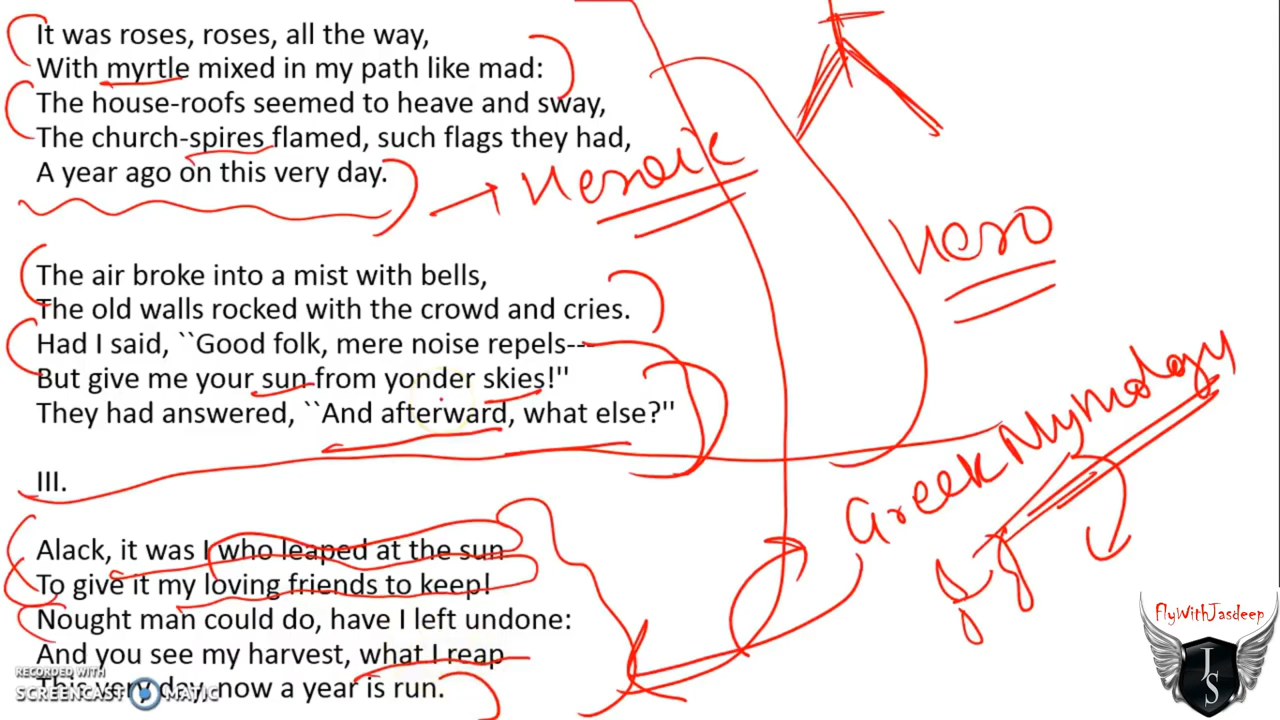 It was roses, roses, all the way,
With myrtle mixed in my path like mad:
The house-roofs seemed to heave and sway,
The church-spires flamed, such flags they had,
A year ago on this very day.
Heroic
Hero
The air broke into a mist with bells,
The old walls rocked with the crowd and cries.
Had I said, ``Good folk, mere noise repels---
But give me your sun from yonder skies!''
They had answered, ``And afterward, what else?''
Greek Mythology
III.
Alack, it was I who leaped at the sun
To give it my loving friends to keep!
Nought man could do, have I left undone:
And you see my harvest, what I reap
This very day, now a year is run.
RECORDED WITH
SCREENCAST MATIC
FlyWithJasdeep
JS